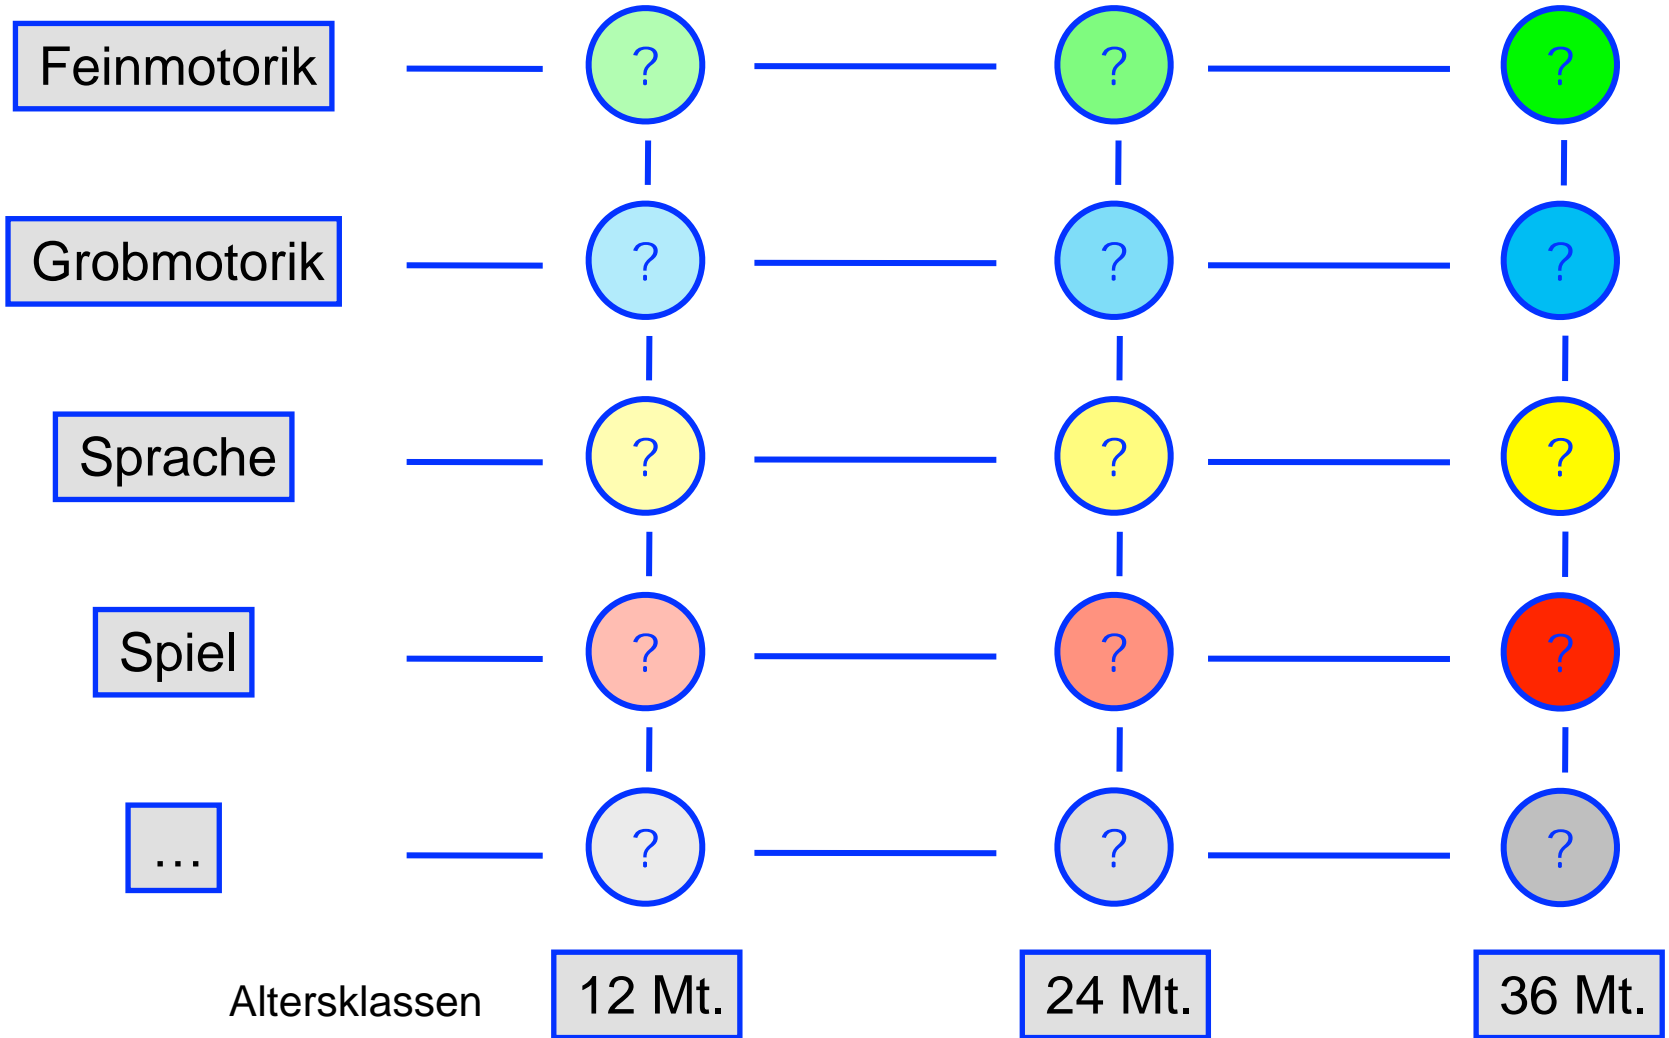 Feinmotorik ? ? ?
Grobmotorik ? ? ?
Sprache ? ? ?
Spiel ? ? ?
... ? ? ?
Altersklassen 12 Mt. 24 Mt. 36 Mt.